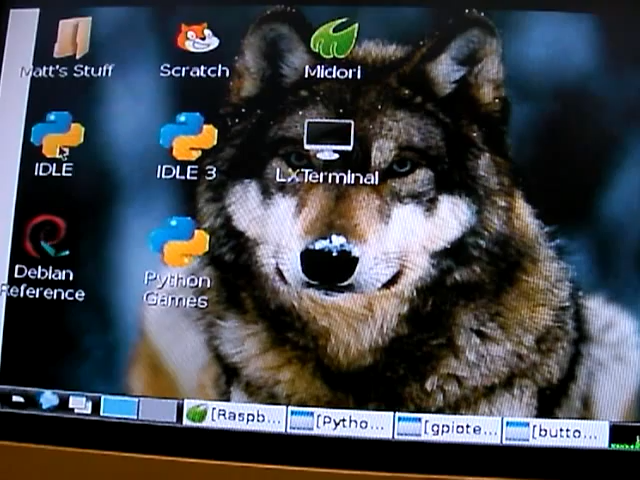 Matt's Stuff
Scratch
Midori
IDLE
IDLE 3
LXTerminal
Debian
Reference
Python
Games
[Raspb...
[Pytho...
[gpiote...
[butto...